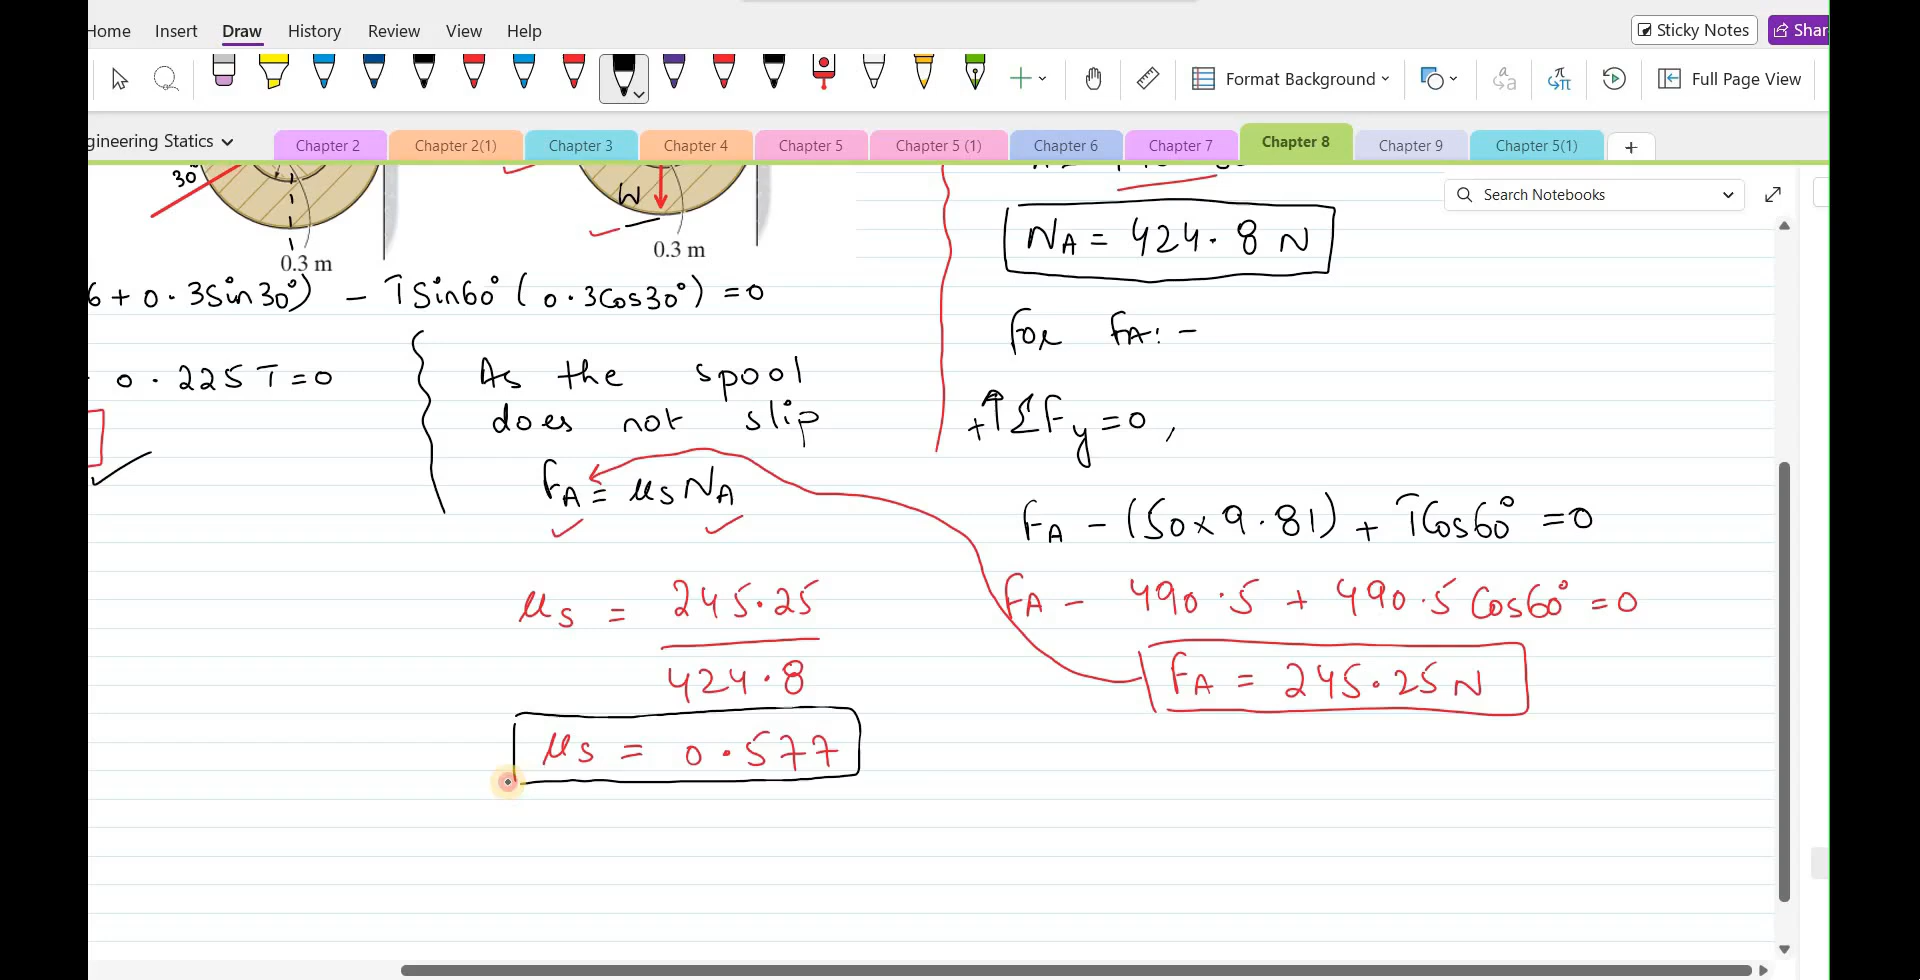 Home Insert Draw History Review View Help Sticky Notes Shar
Format Background Full Page View
gineering Statics Chapter 2 Chapter 2(1) Chapter 3 Chapter 4 Chapter 5 Chapter 5 (1) Chapter 6 Chapter 7 Chapter 8 Chapter 9 Chapter 5(1) +
Search Notebooks
30°
W
0.3 m
0.3 m
6 + 0.3Sin30°) - TSin60° (0.3Cos30°) = 0
0.225T = 0
As the spool
does not slip
FA = μs NA
μs = 245.25
424.8
μs = 0.577
NA = 424.8 N
For FA:-
+↑ΣFy = 0,
FA - (50×9.81) + TCos60° = 0
FA - 490.5 + 490.5 Cos60° = 0
FA = 245.25 N